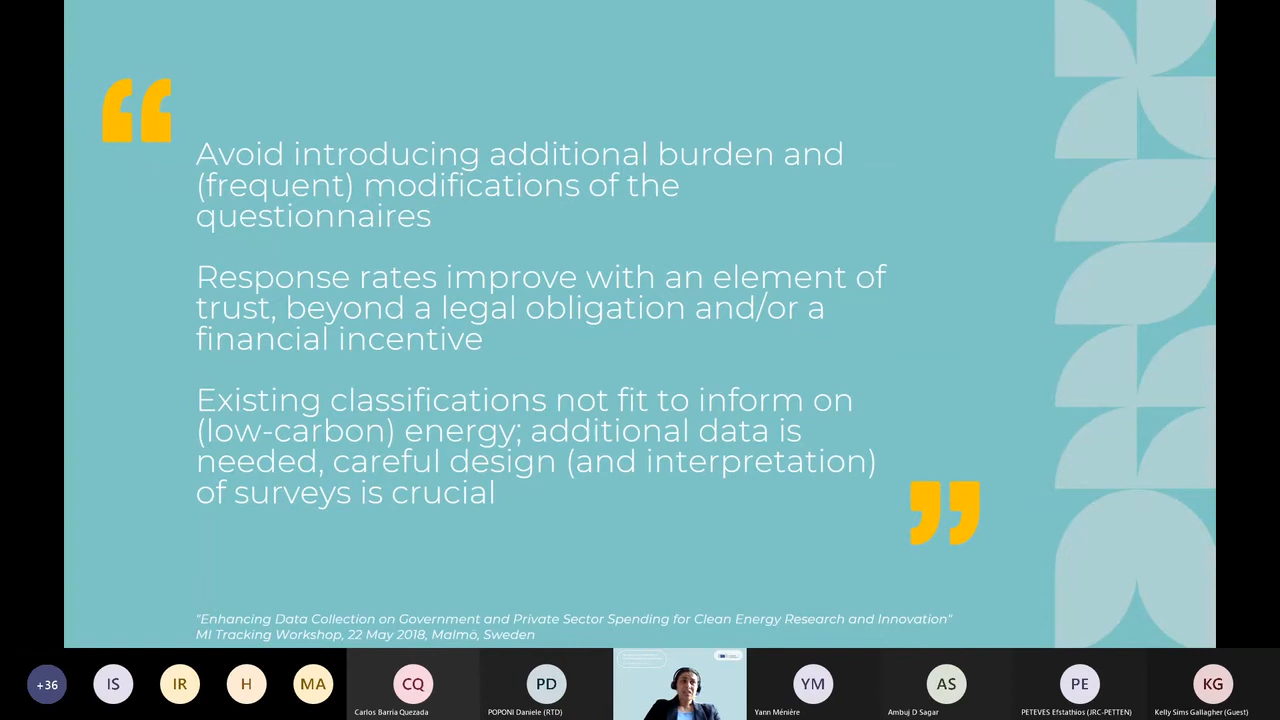 “
Avoid introducing additional burden and
(frequent) modifications of the
questionnaires
Response rates improve with an element of
trust, beyond a legal obligation and/or a
financial incentive
Existing classifications not fit to inform on
(low-carbon) energy; additional data is
needed, careful design (and interpretation)
of surveys is crucial
”
"Enhancing Data Collection on Government and Private Sector Spending for Clean Energy Research and Innovation"
MI Tracking Workshop, 22 May 2018, Malmö, Sweden
+36
IS
IR
H
MA
CQ
Carlos Barria Quezada
PD
POPONI Daniele (RTD)
YM
Yann Ménière
AS
Ambuj D Sagar
PE
PETEVES Efstathios (JRC-PETTEN)
KG
Kelly Sims Gallagher (Guest)